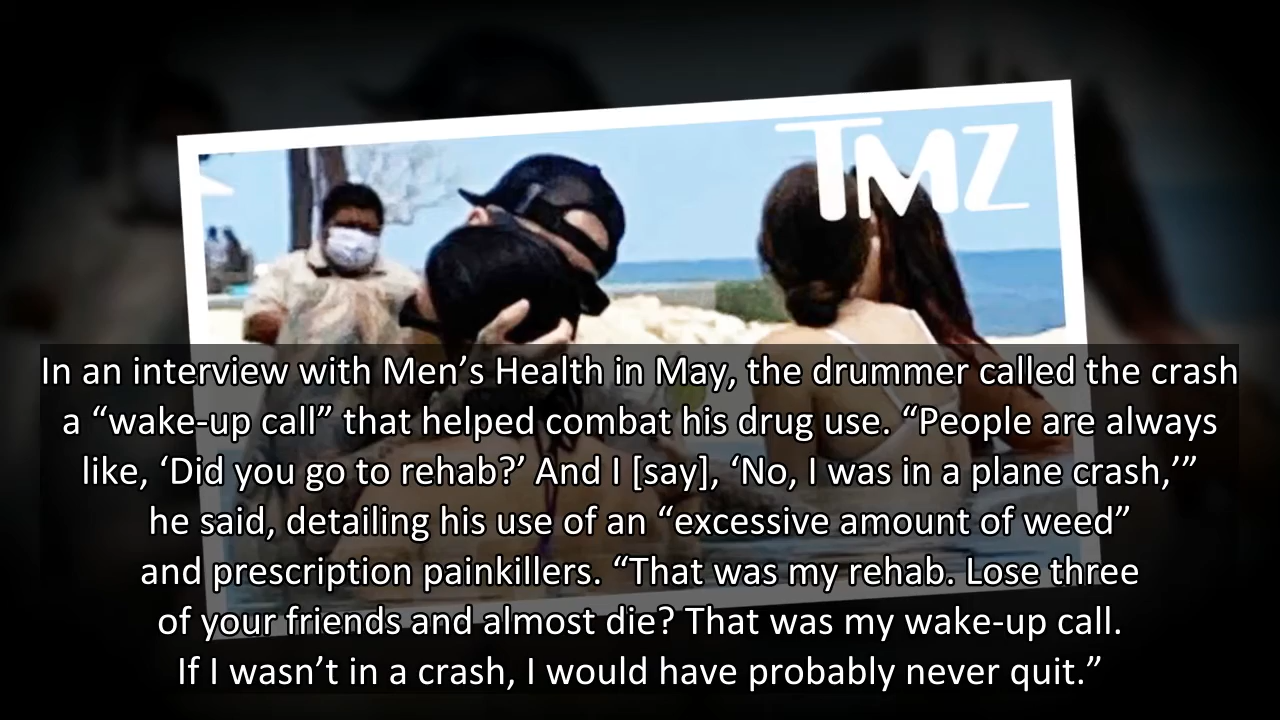 TMZ
In an interview with Men’s Health in May, the drummer called the crash
a “wake-up call” that helped combat his drug use. “People are always
like, ‘Did you go to rehab?’ And I [say], ‘No, I was in a plane crash,’”
he said, detailing his use of an “excessive amount of weed”
and prescription painkillers. “That was my rehab. Lose three
of your friends and almost die? That was my wake-up call.
If I wasn’t in a crash, I would have probably never quit.”